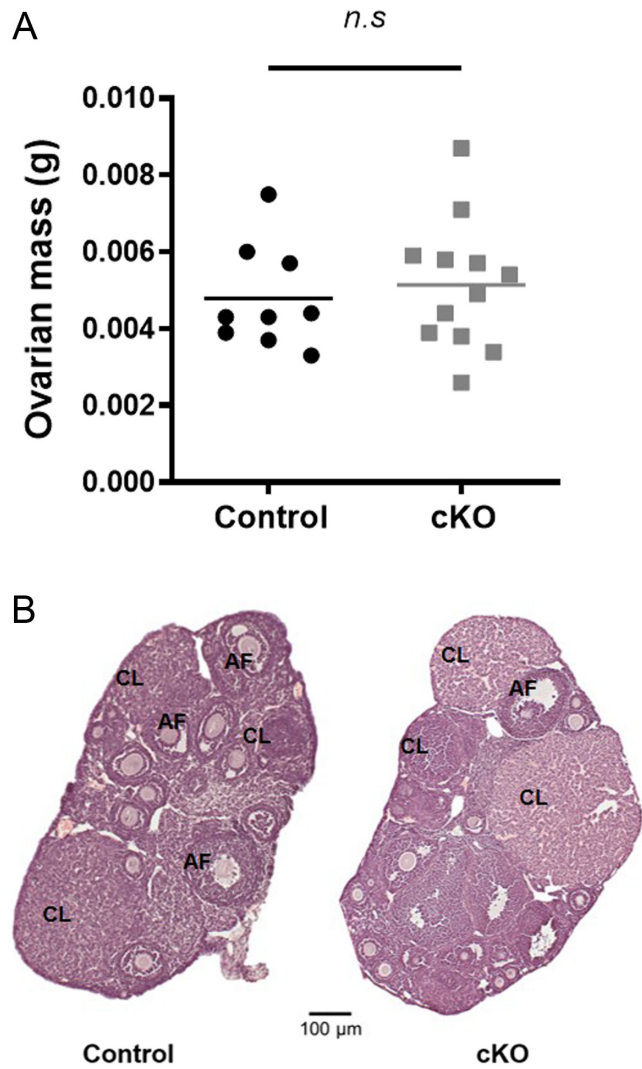 A
n.s
Ovarian mass (g)
0.010
0.008
0.006
0.004
0.002
0.000
Control
cKO
B
CL
AF
AF
CL
AF
CL
CL
AF
CL
CL
100 µm
Control
cKO